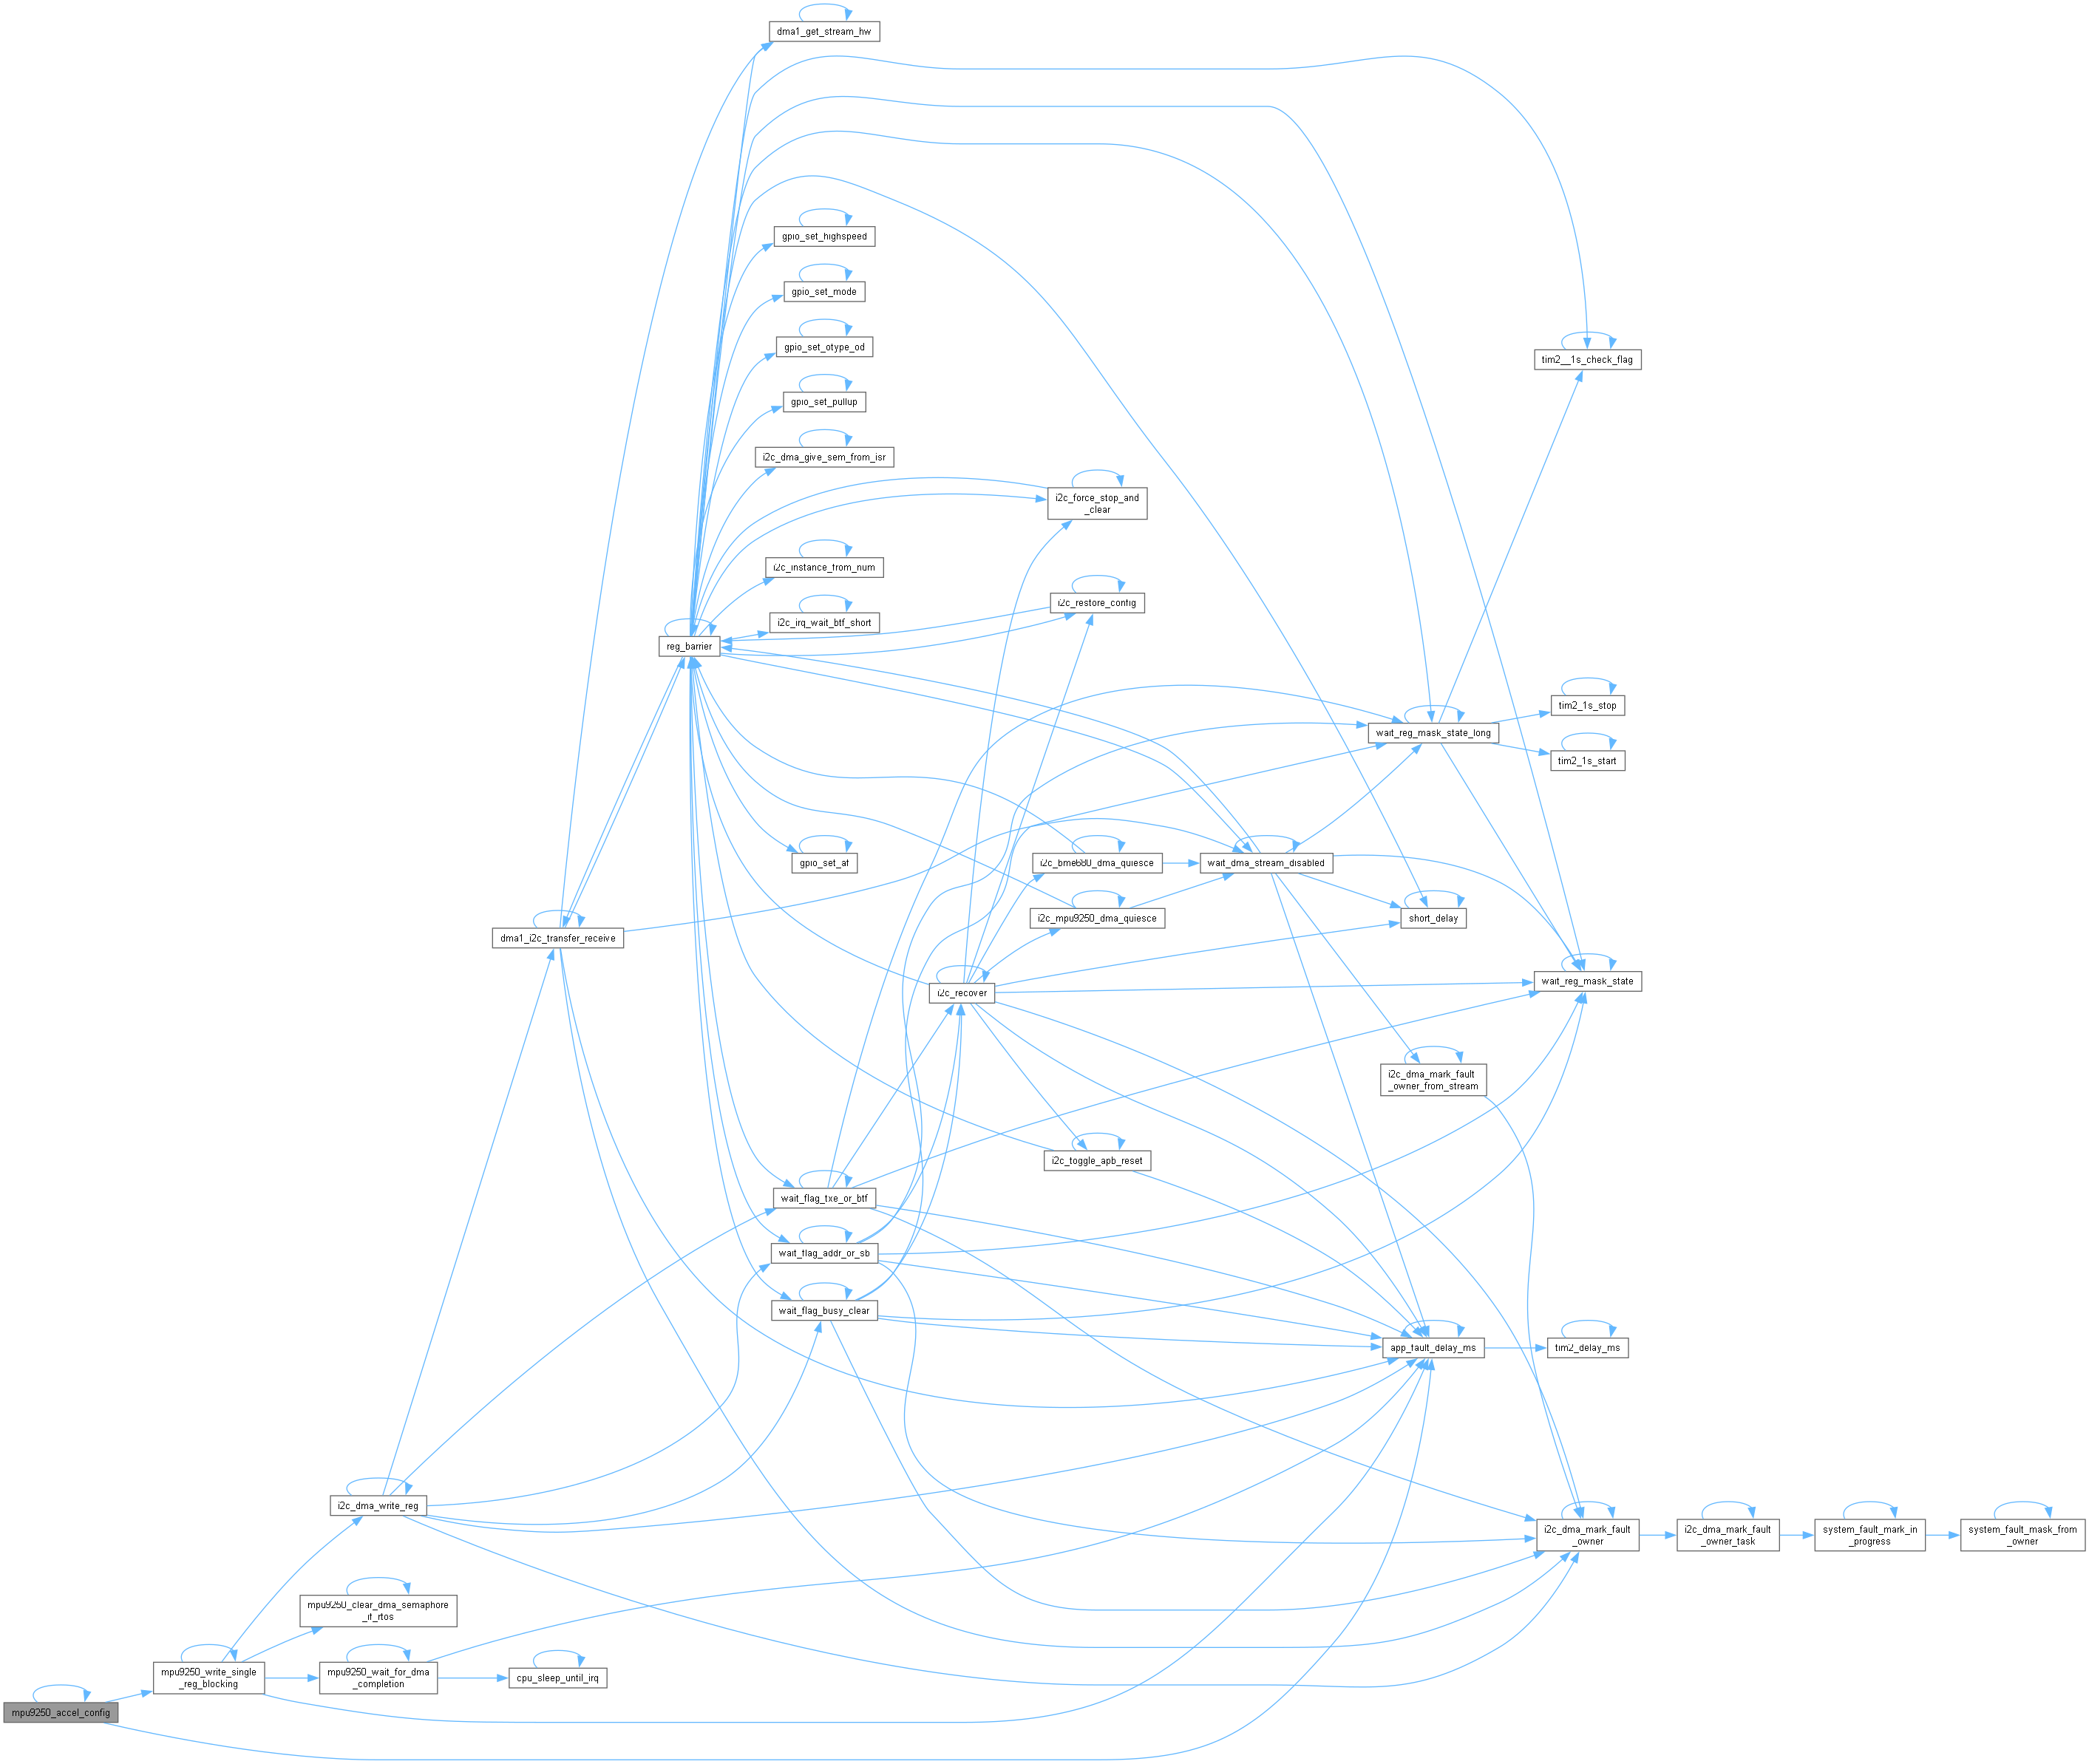 dma1_get_stream_hw
gpio_set_highspeed
gpio_set_mode
gpio_set_otype_od
tim2__1s_check_flag
gpio_set_pullup
i2c_dma_give_sem_from_isr
i2c_force_stop_and
_clear
i2c_instance_from_num
i2c_restore_config
i2c_irq_wait_btf_short
reg_barrier
tim2_1s_stop
wait_reg_mask_state_long
tim2_1s_start
gpio_set_af
i2c_bme680_dma_quiesce
wait_dma_stream_disabled
i2c_mpu9250_dma_quiesce
short_delay
dma1_i2c_transfer_receive
wait_reg_mask_state
i2c_recover
i2c_dma_mark_fault
_owner_from_stream
i2c_toggle_apb_reset
wait_flag_txe_or_btf
wait_flag_addr_or_sb
wait_flag_busy_clear
app_fault_delay_ms
tim2_delay_ms
i2c_dma_write_reg
i2c_dma_mark_fault
_owner
i2c_dma_mark_fault
_owner_task
system_fault_mark_in
_progress
system_fault_mask_from
_owner
mpu9250_clear_dma_semaphore
_if_rtos
mpu9250_write_single
_reg_blocking
mpu9250_wait_for_dma
_completion
cpu_sleep_until_irq
mpu9250_accel_config